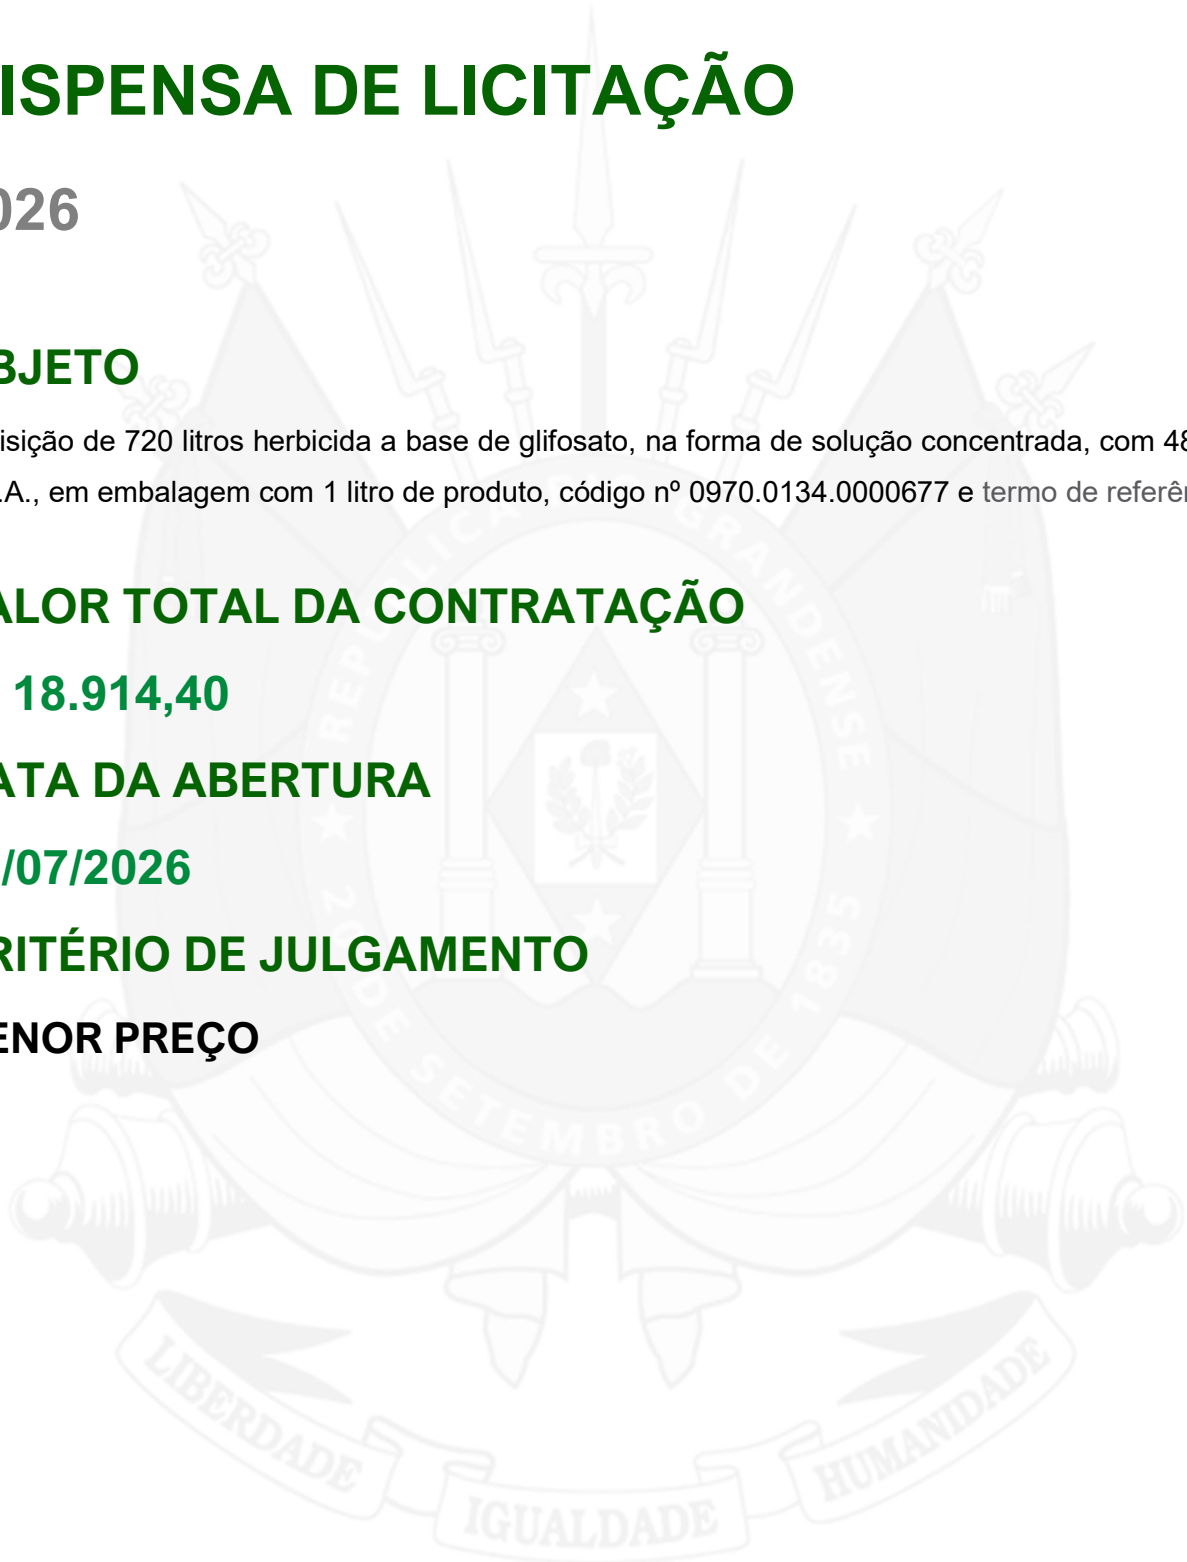 ISPENSA DE LICITAÇÃO
026
BJETO
isição de 720 litros herbicida a base de glifosato, na forma de solução concentrada, com 48
.A., em embalagem com 1 litro de produto, código nº 0970.0134.0000677 e termo de referên
ALOR TOTAL DA CONTRATAÇÃO
18.914,40
ATA DA ABERTURA
/07/2026
RITÉRIO DE JULGAMENTO
ENOR PREÇO
REPÚBLICA RIO-GRANDENSE
20 DE SETEMBRO DE 1835
LIBERDADE IGUALDADE HUMANIDADE